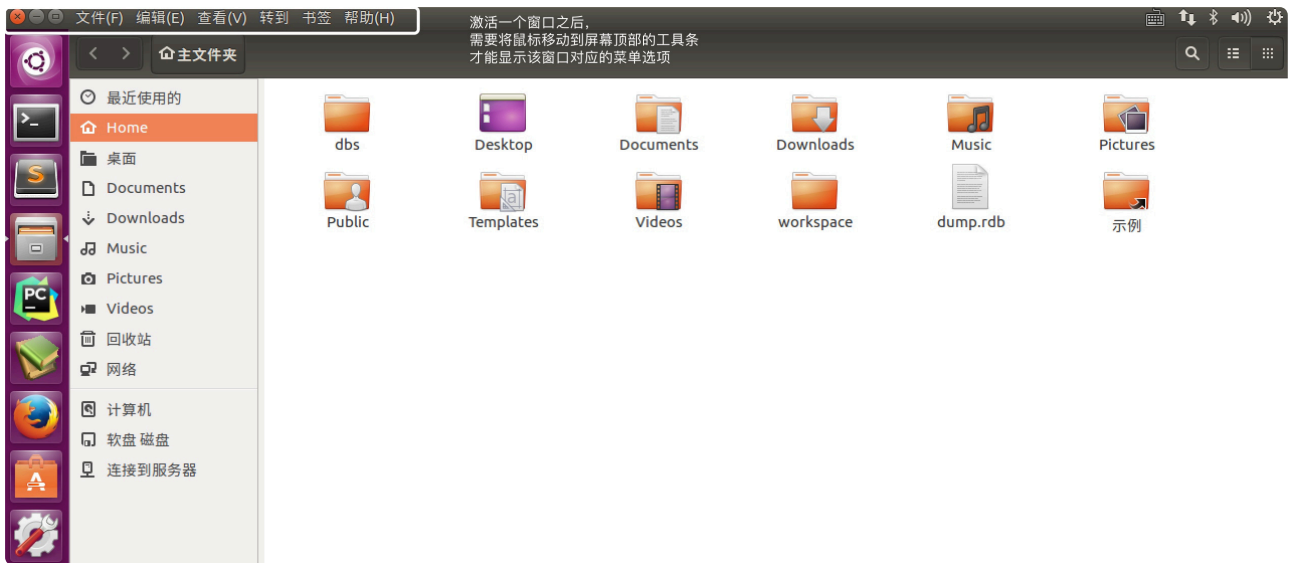 文件(F) 编辑(E) 查看(V) 转到 书签 帮助(H)
激活一个窗口之后，
需要将鼠标移动到屏幕顶部的工具条
才能显示该窗口对应的菜单选项
主文件夹
最近使用的
Home
桌面
Documents
Downloads
Music
Pictures
Videos
回收站
网络
计算机
软盘 磁盘
连接到服务器
dbs Desktop Documents Downloads Music Pictures
Public Templates Videos workspace dump.rdb 示例
PC